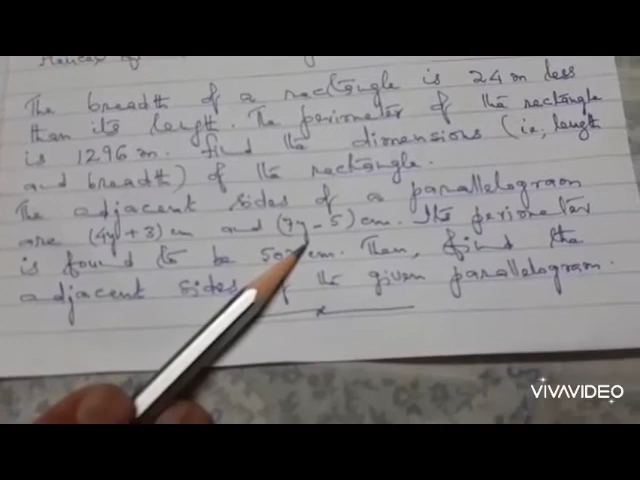 The breadth of a rectangle is 24 m less
than its length. The perimeter of the rectangle
is 1296 m. find the dimensions (ie, length
and breadth) of the rectangle.
The adjacent sides of a parallelogram
are (4y + 3) cm and (7y - 5) cm. Its perimeter
is found to be cm. Then, find the
adjacent sides of the given parallelogram.
VIVAVIDEO